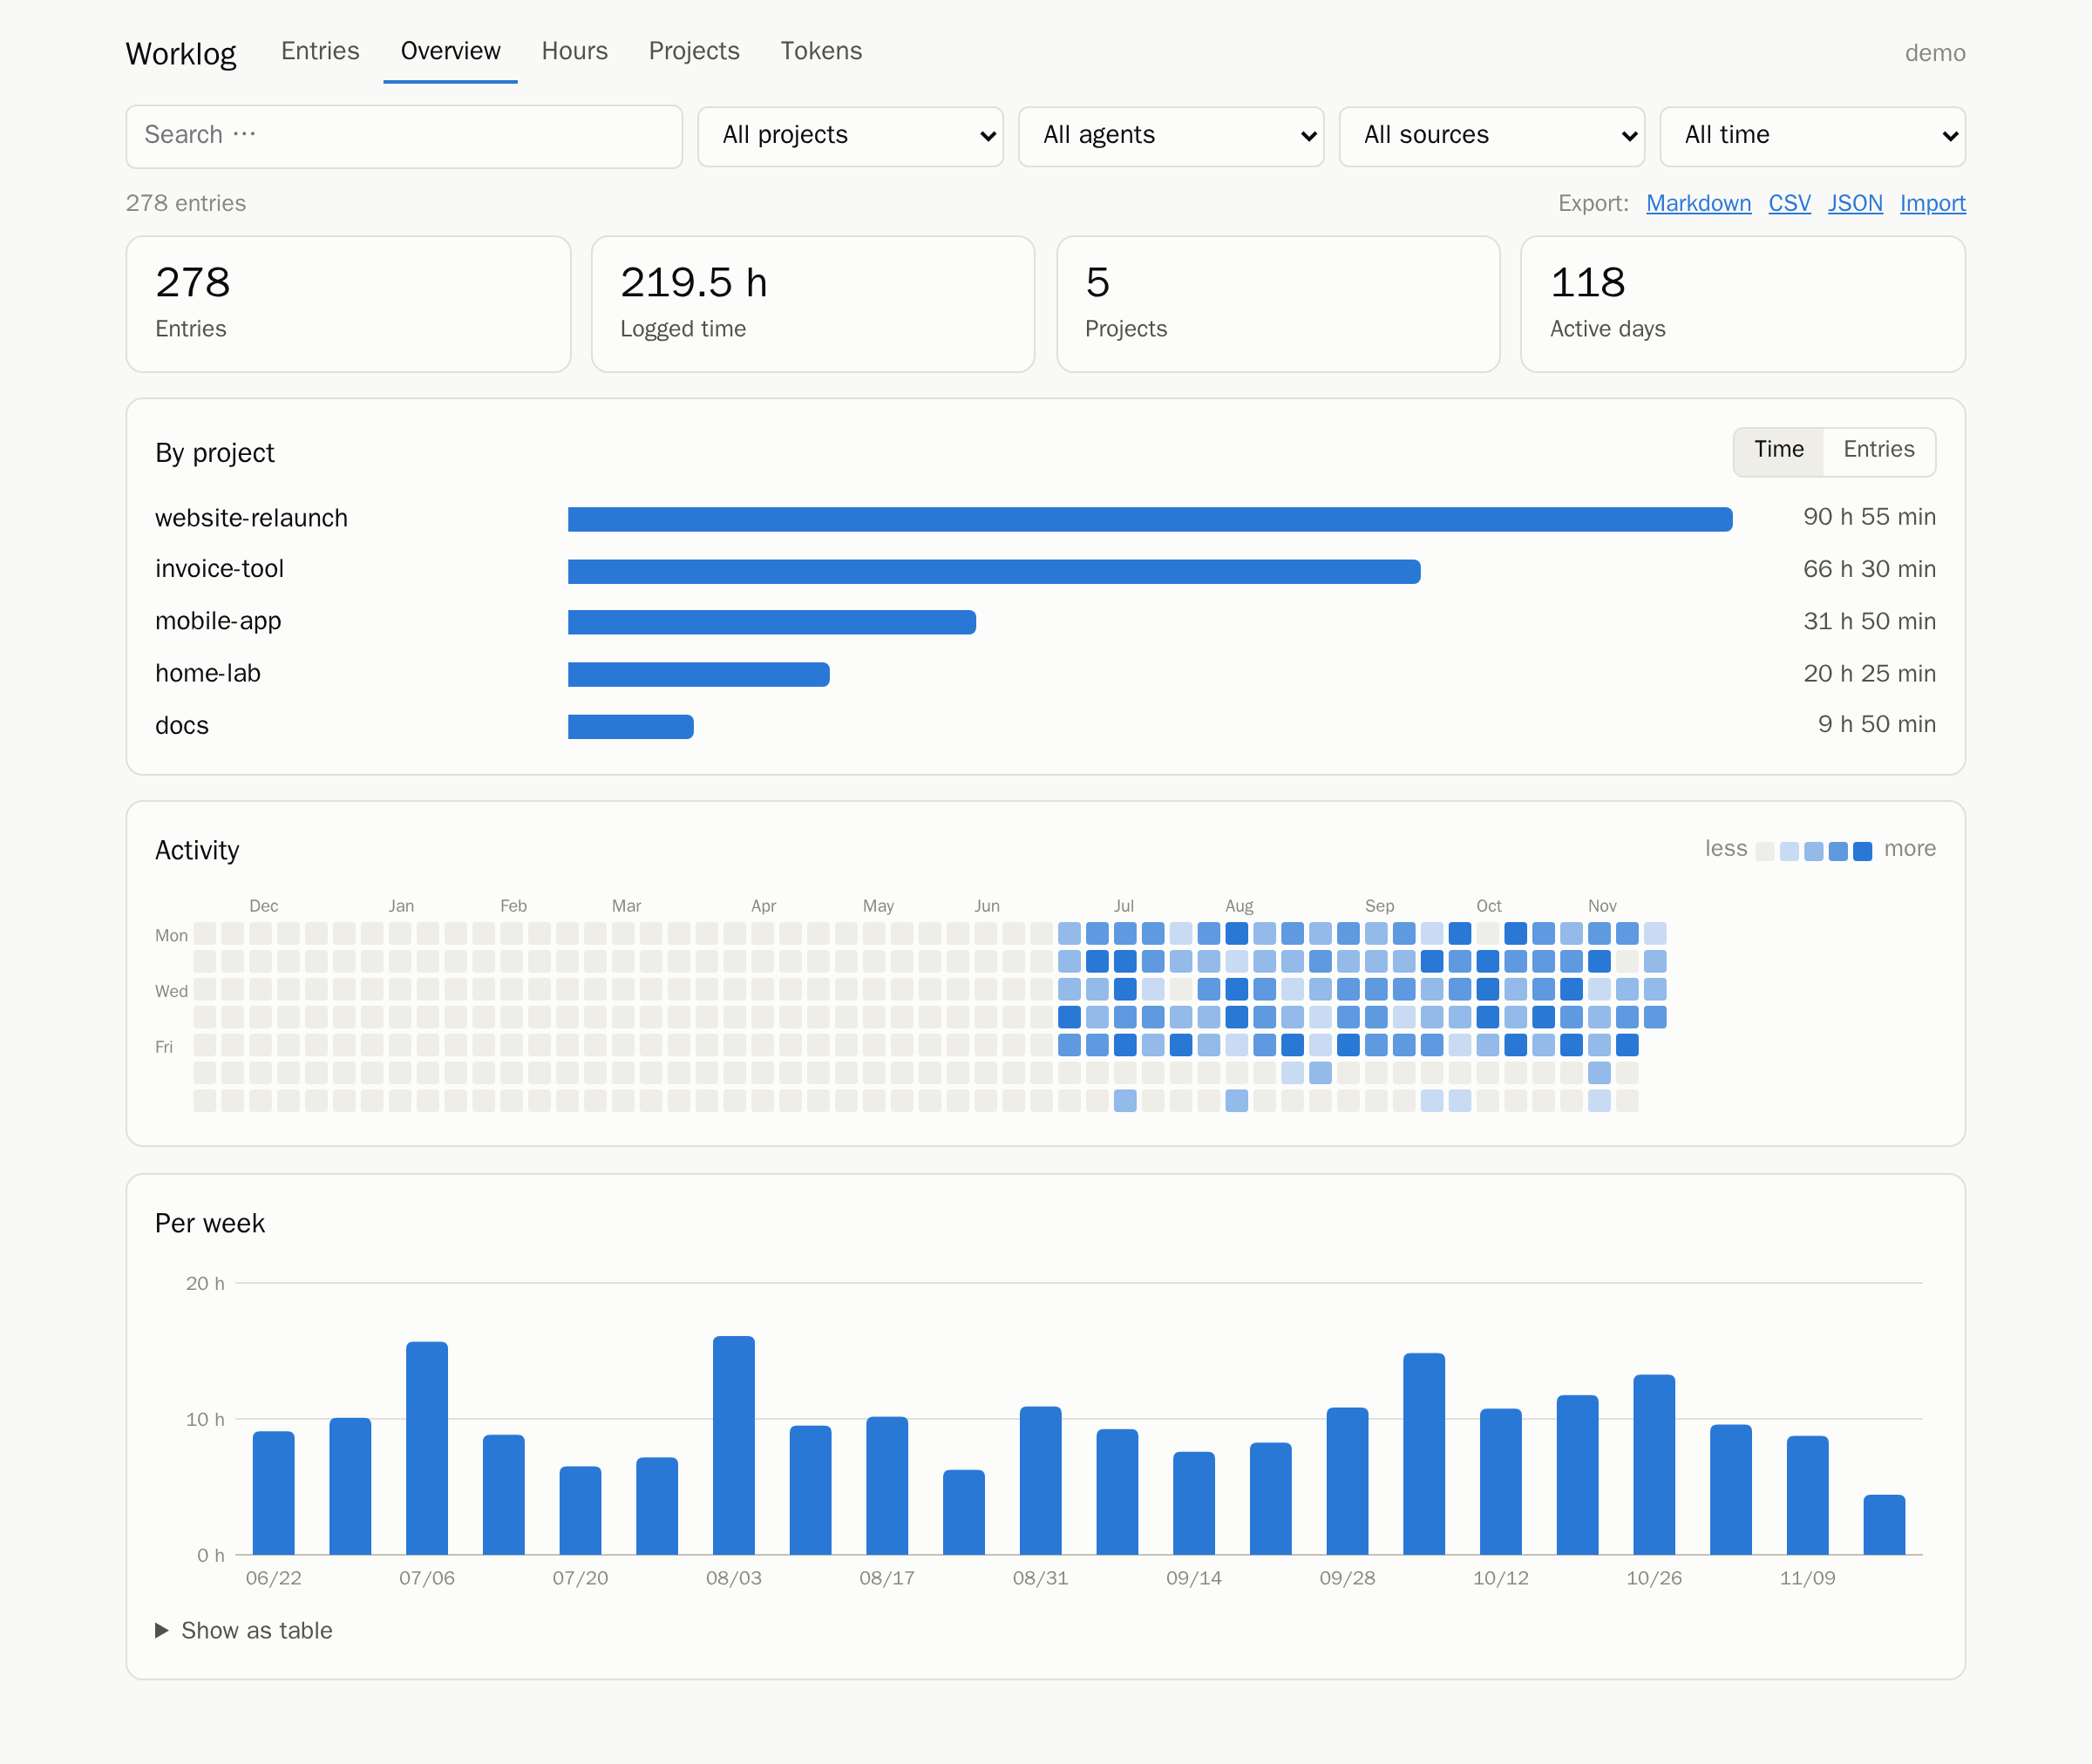 Worklog Entries Overview Hours Projects Tokens demo
Search ··· All projects All agents All sources All time
278 entries Export: Markdown CSV JSON Import
278 219.5 h 5 118
Entries Logged time Projects Active days
By project Time Entries
website-relaunch 90 h 55 min
invoice-tool 66 h 30 min
mobile-app 31 h 50 min
home-lab 20 h 25 min
docs 9 h 50 min
Activity less more
Dec Jan Feb Mar Apr May Jun Jul Aug Sep Oct Nov
Mon
Wed
Fri
Per week
20 h
10 h
0 h
06/22 07/06 07/20 08/03 08/17 08/31 09/14 09/28 10/12 10/26 11/09
Show as table